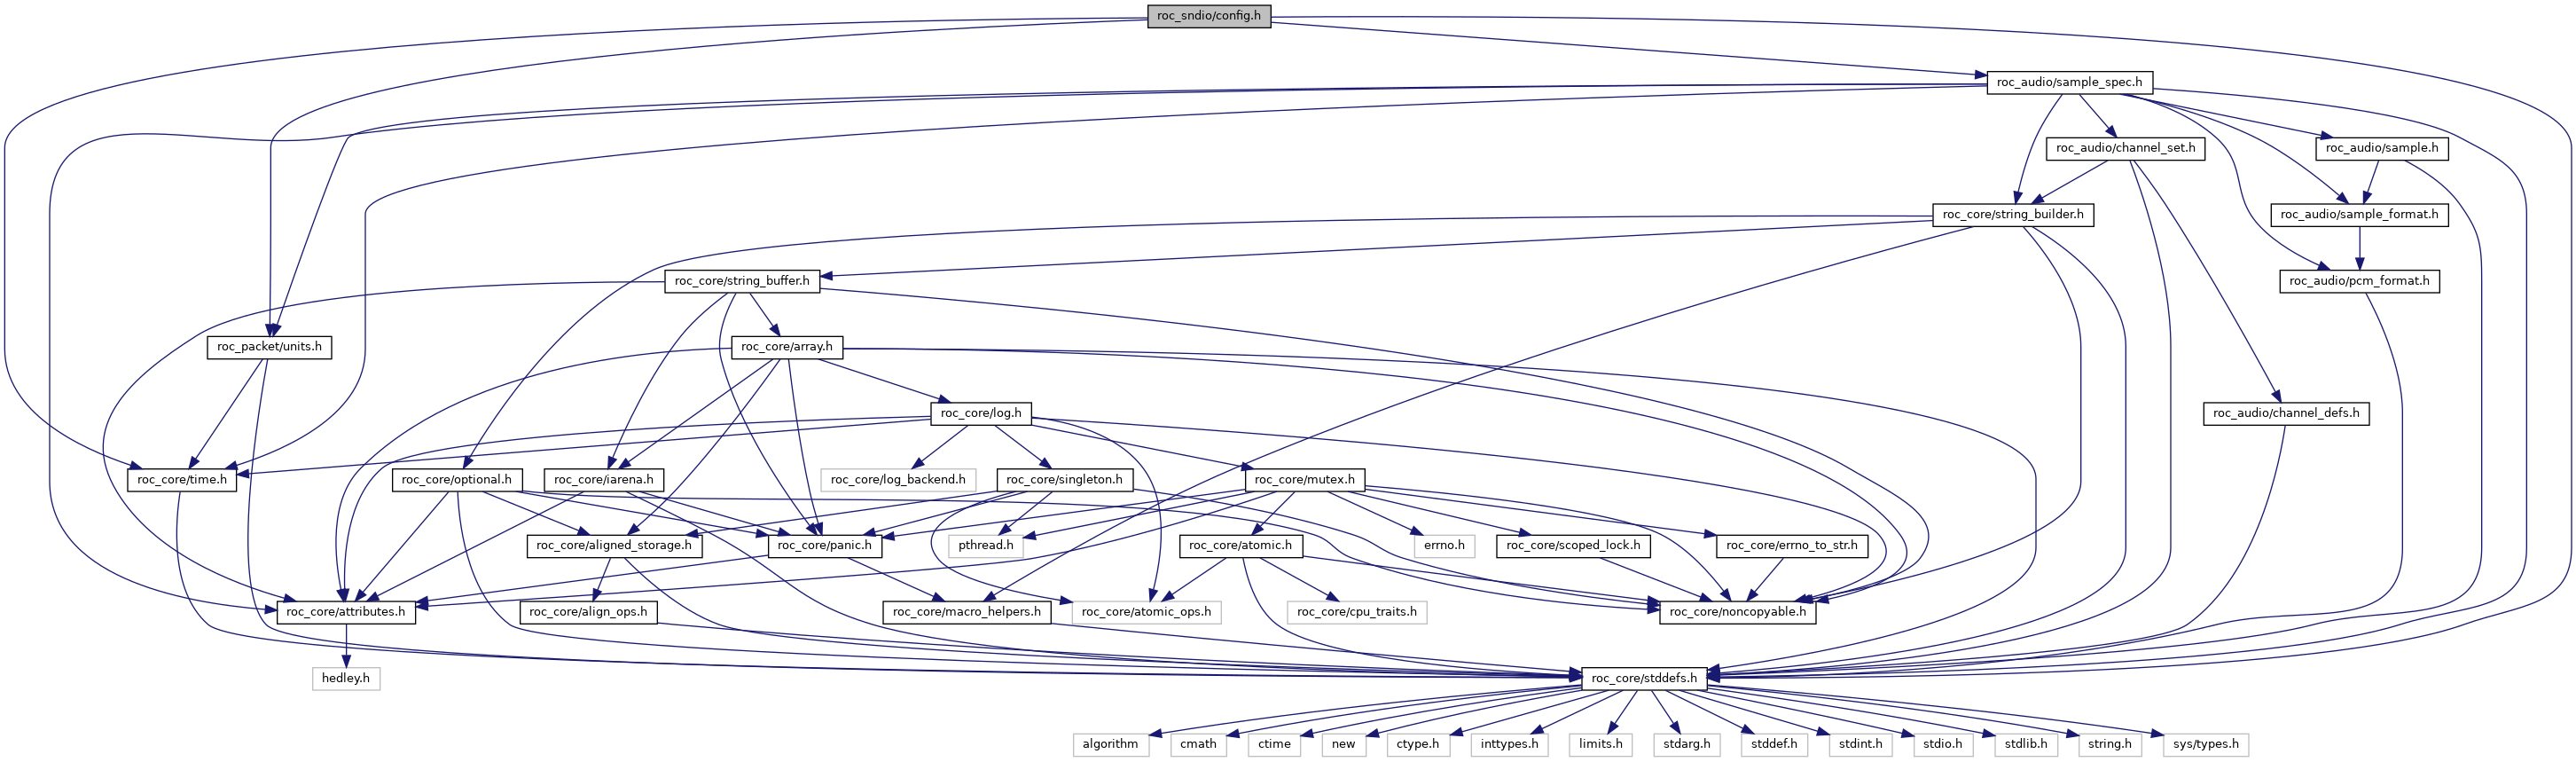 roc_sndio/config.h
roc_audio/sample_spec.h
roc_audio/channel_set.h
roc_audio/sample.h
roc_core/string_builder.h
roc_audio/sample_format.h
roc_core/string_buffer.h
roc_audio/pcm_format.h
roc_packet/units.h
roc_core/array.h
roc_core/log.h
roc_audio/channel_defs.h
roc_core/time.h
roc_core/optional.h
roc_core/iarena.h
roc_core/log_backend.h
roc_core/singleton.h
roc_core/mutex.h
roc_core/aligned_storage.h
roc_core/panic.h
pthread.h
roc_core/atomic.h
errno.h
roc_core/scoped_lock.h
roc_core/errno_to_str.h
roc_core/attributes.h
roc_core/align_ops.h
roc_core/macro_helpers.h
roc_core/atomic_ops.h
roc_core/cpu_traits.h
roc_core/noncopyable.h
hedley.h
roc_core/stddefs.h
algorithm
cmath
ctime
new
ctype.h
inttypes.h
limits.h
stdarg.h
stddef.h
stdint.h
stdio.h
stdlib.h
string.h
sys/types.h